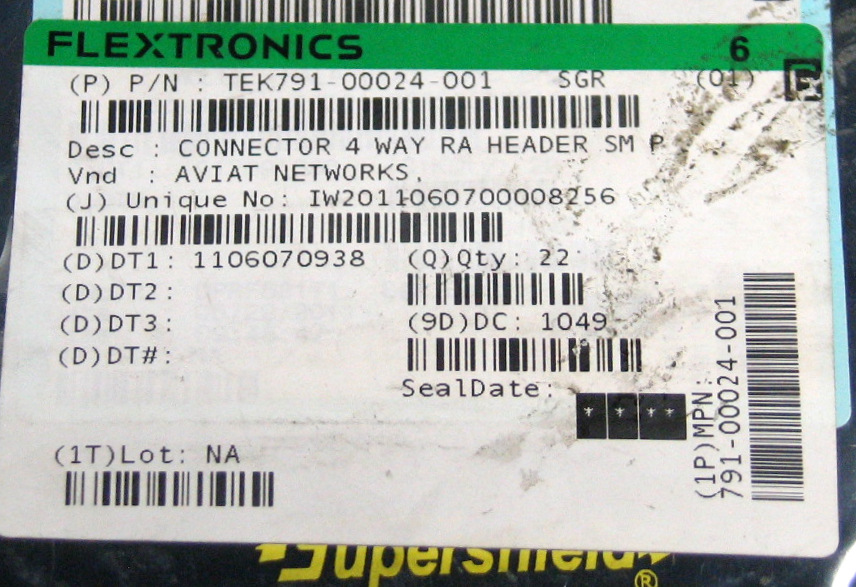 FLEXTRONICS 6
(P) P/N : TEK791-00024-001 SGR (01) E
Desc : CONNECTOR 4 WAY RA HEADER SM P
Vnd : AVIAT NETWORKS,
(J) Unique No: IW2011060700008256
(D)DT1: 1106070938 (Q)Qty: 22
(D)DT2:
(D)DT3: (9D)DC: 1049
(D)DT#:
SealDate:
* * * *
(1T)Lot: NA
(1P)MPN:
791-00024-001
Supershield®